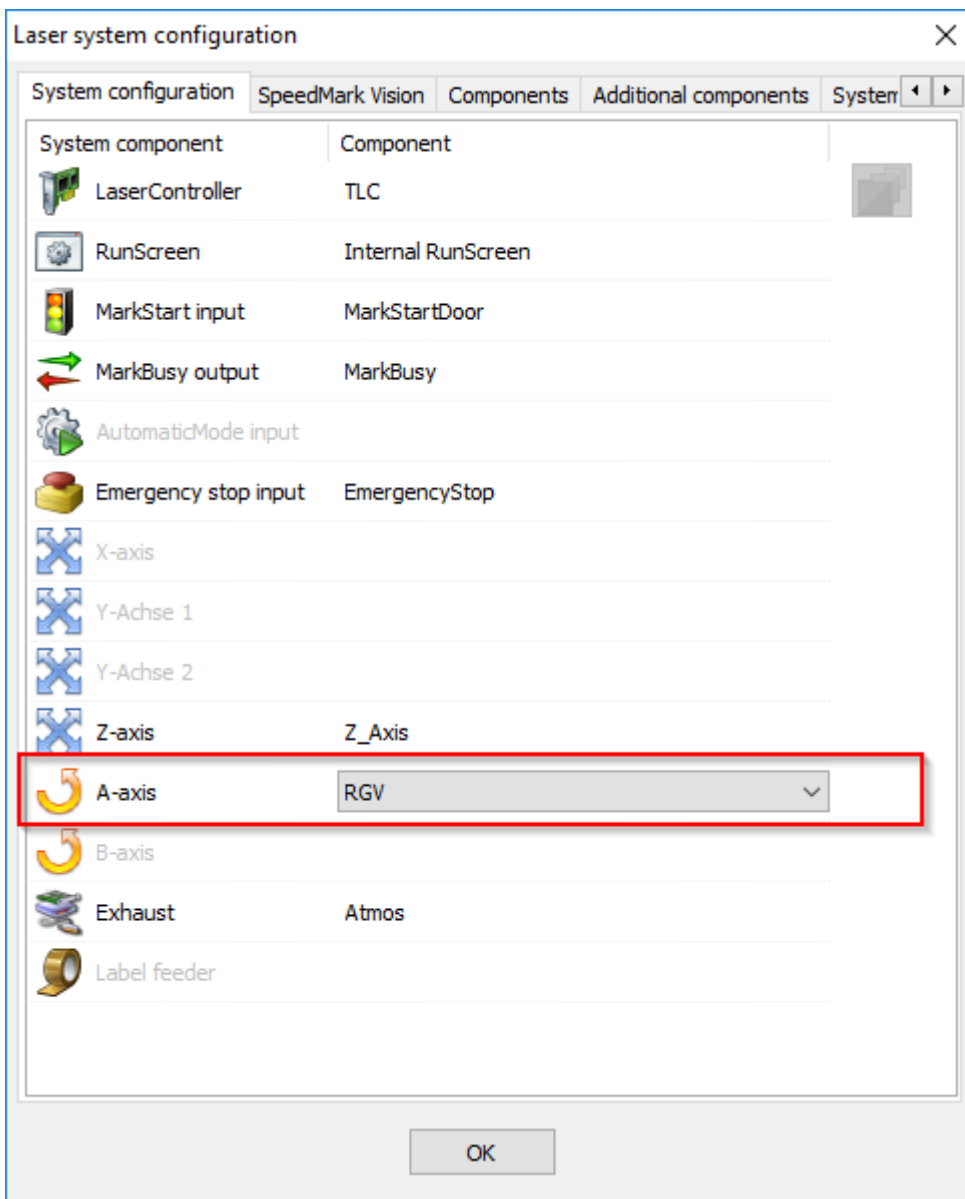 Laser system configuration
System configuration SpeedMark Vision Components Additional components System
System component Component
LaserController TLC
RunScreen Internal RunScreen
MarkStart input MarkStartDoor
MarkBusy output MarkBusy
AutomaticMode input
Emergency stop input EmergencyStop
X-axis
Y-Achse 1
Y-Achse 2
Z-axis Z_Axis
A-axis RGV
B-axis
Exhaust Atmos
Label feeder
OK